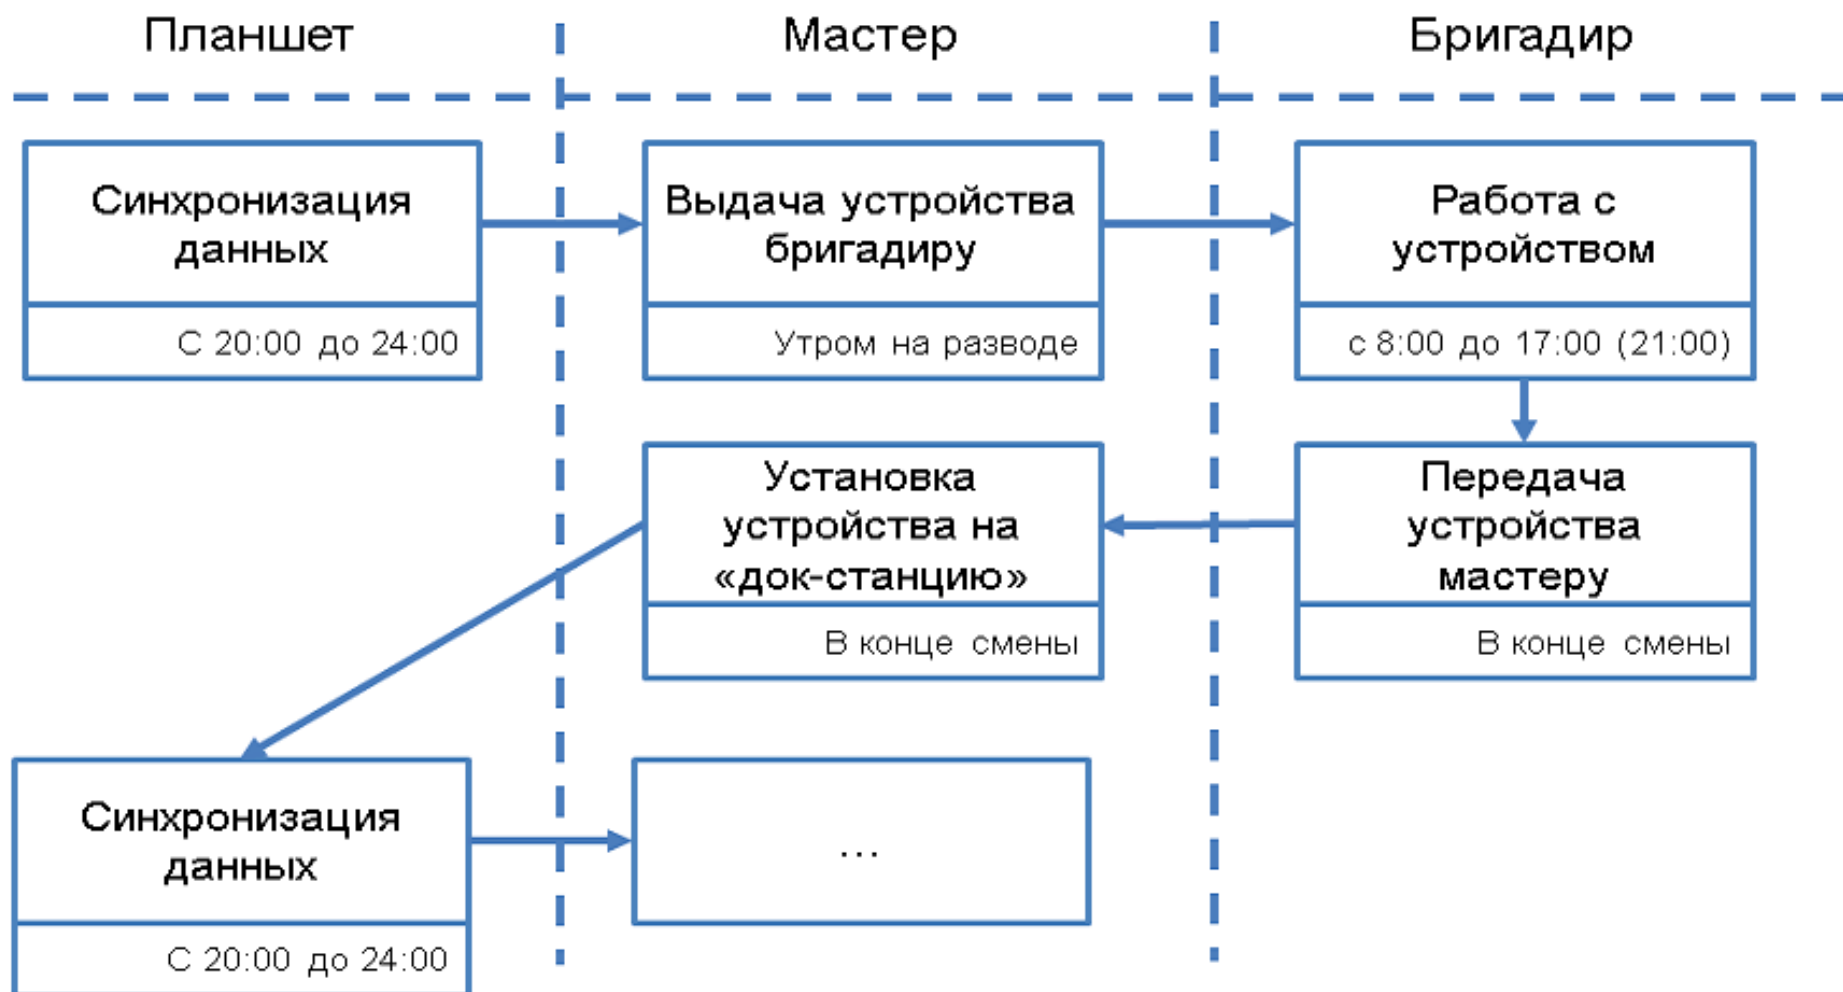 Планшет
Мастер
Бригадир
Синхронизация
данных
С 20:00 до 24:00
Выдача устройства
бригадиру
Утром на разводе
Работа с
устройством
с 8:00 до 17:00 (21:00)
Установка
устройства на
«док-станцию»
В конце смены
Передача
устройства
мастеру
В конце смены
Синхронизация
данных
С 20:00 до 24:00
...